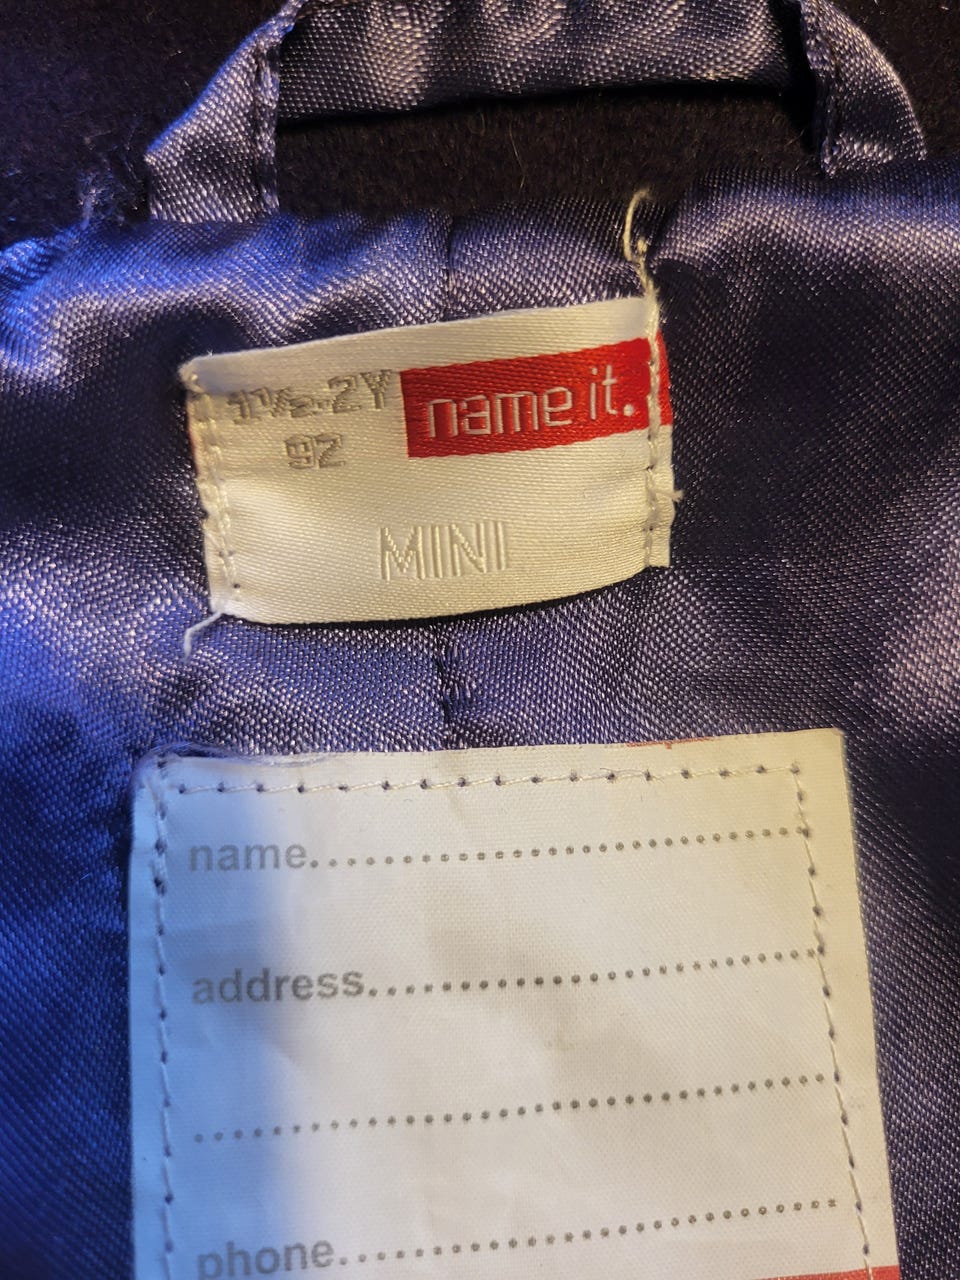 1½-2Y name it.
92
MINI
name..............................
address..............................
..............................
phone..............................